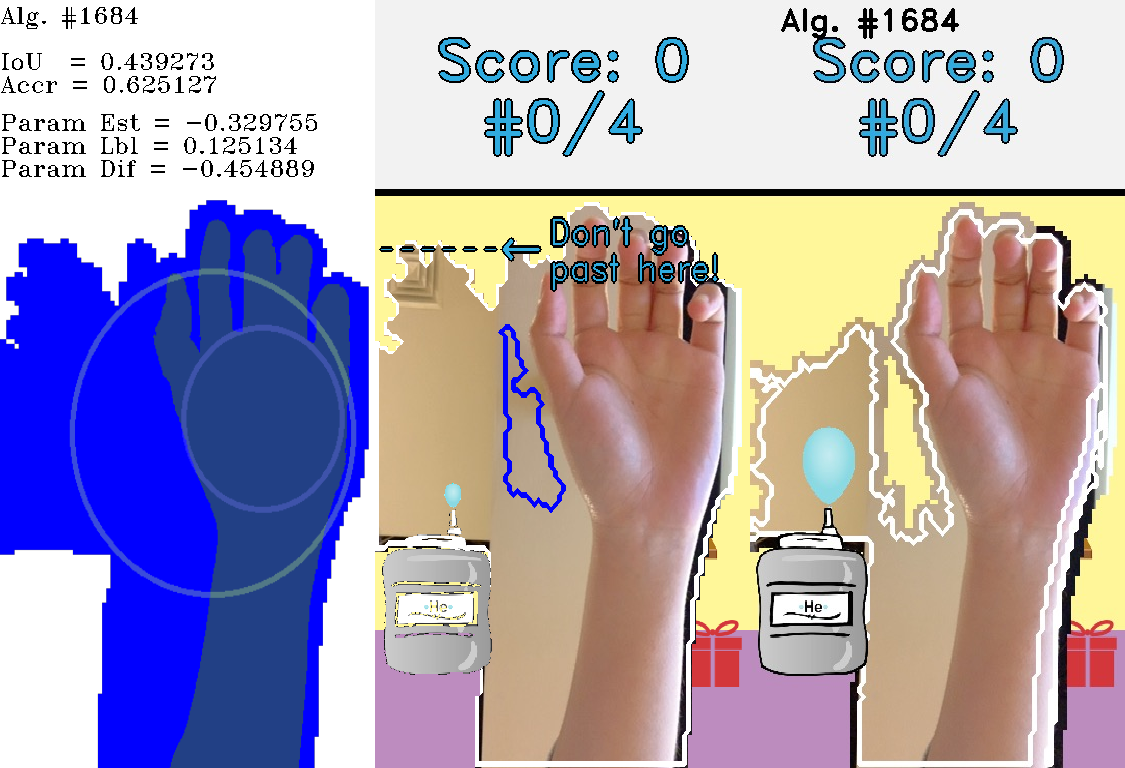 Alg. #1684
IoU = 0.439273
Accr = 0.625127
Param Est = -0.329755
Param Lbl = 0.125134
Param Dif = -0.454889
Score: 0
#0/4
Don't go
past here!
He
Alg. #1684
Score: 0
#0/4
He